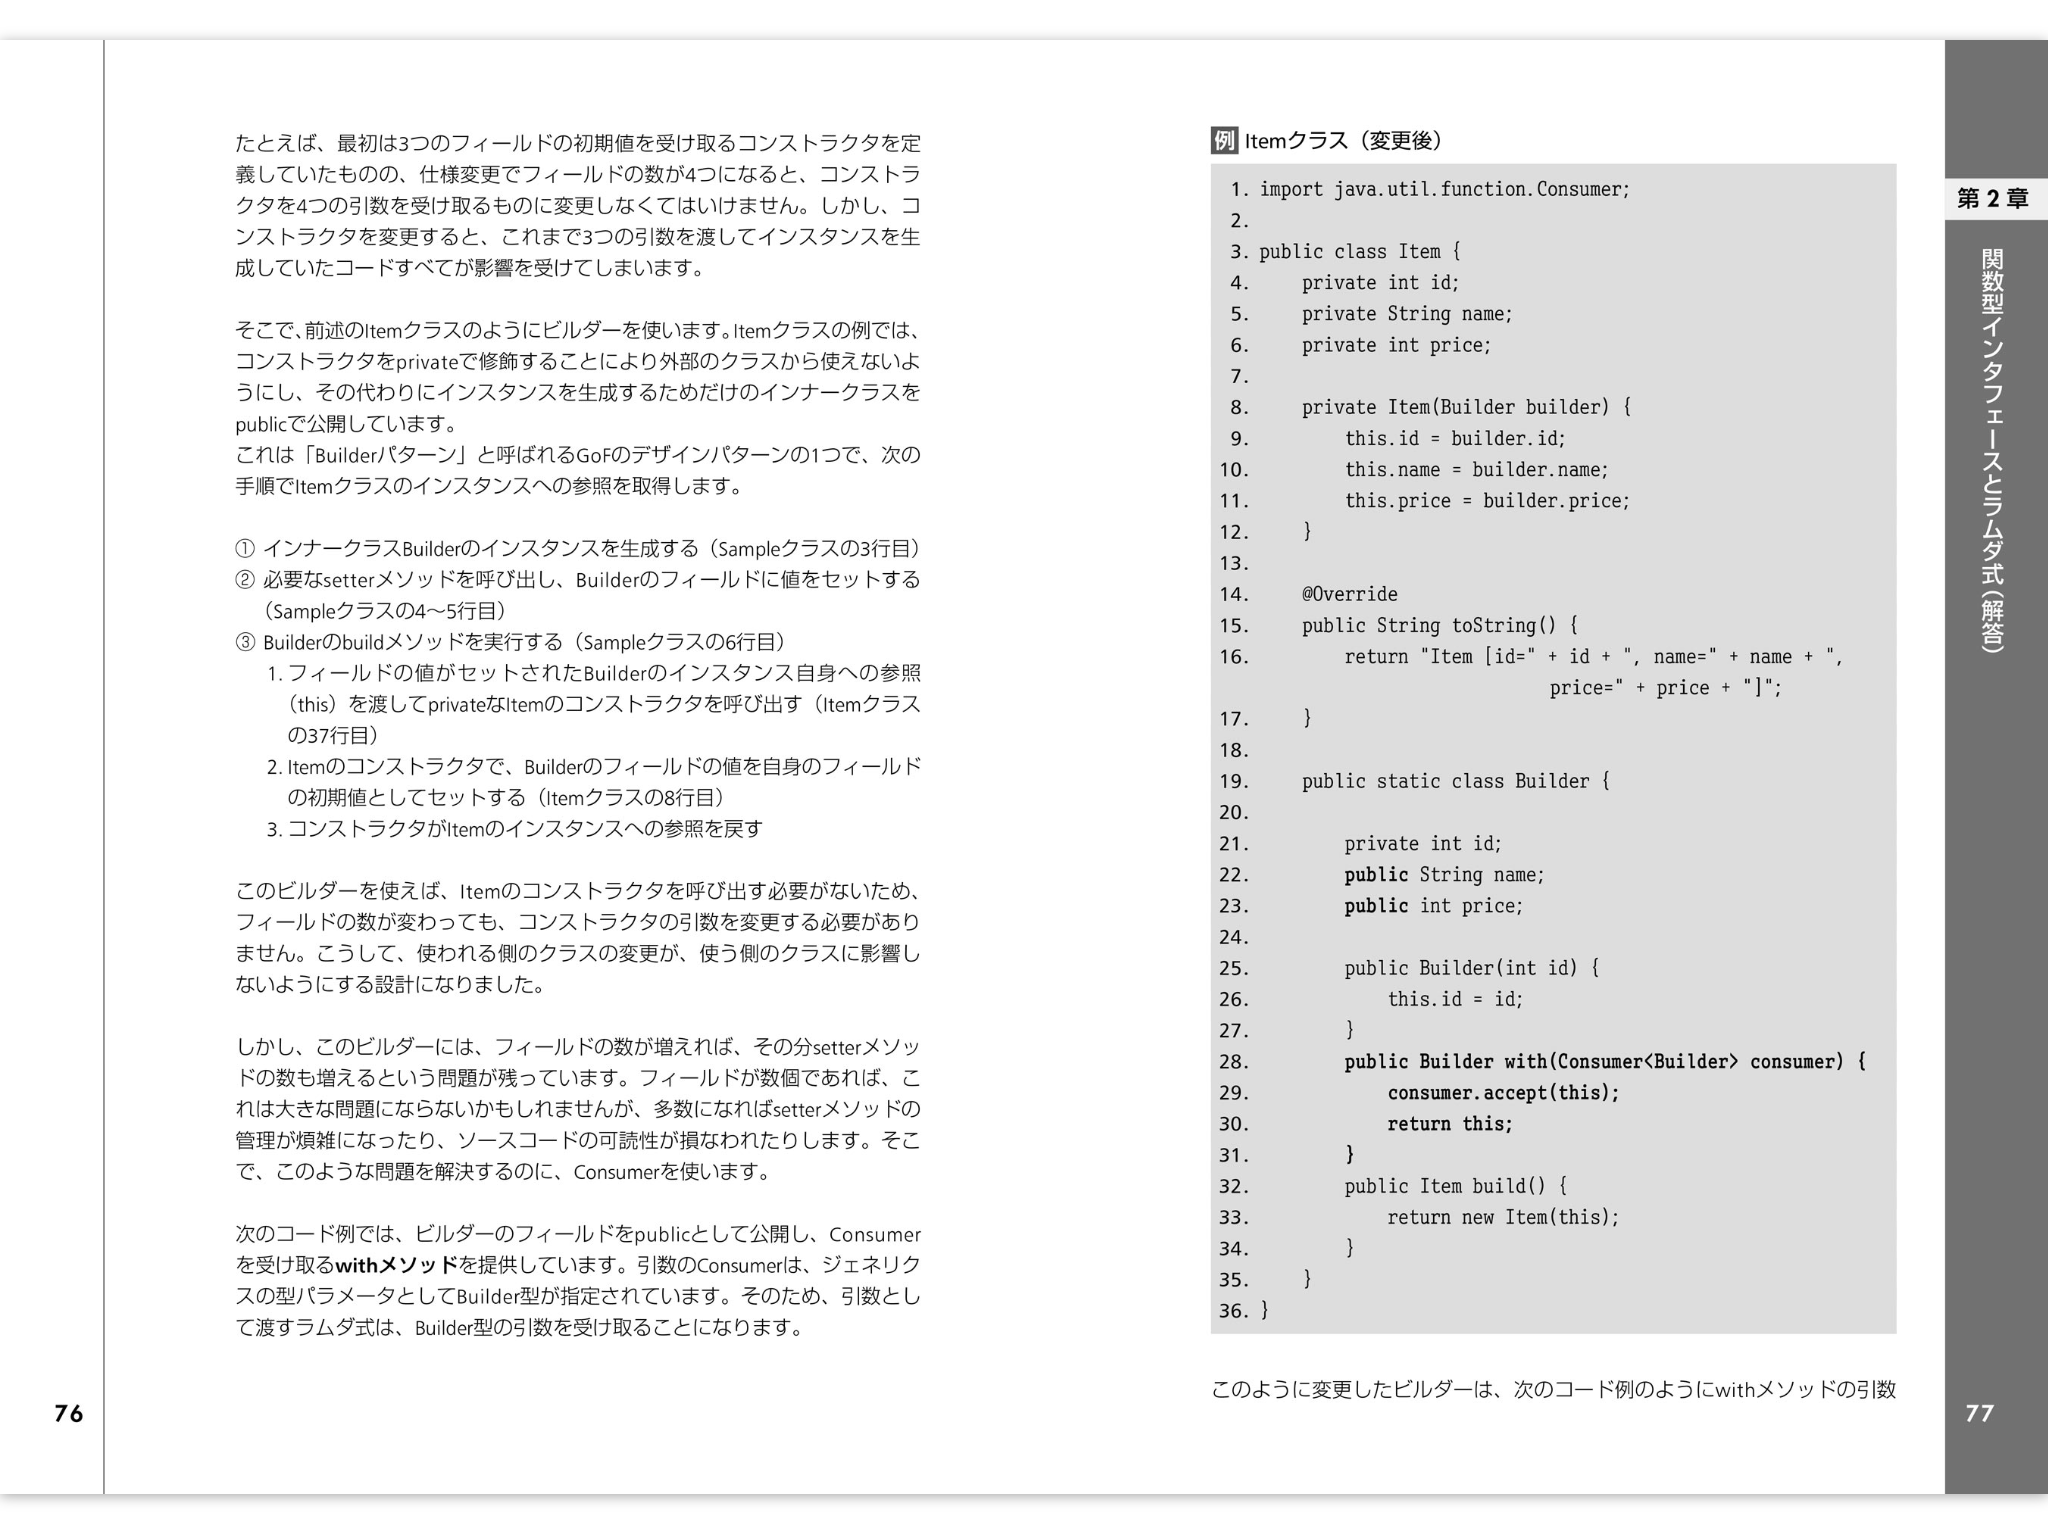 たとえば、最初は3つのフィールドの初期値を受け取るコンストラクタを定
義していたものの、仕様変更でフィールドの数が4つになると、コンストラ
クタを4つの引数を受け取るものに変更しなくてはいけません。しかし、コ
ンストラクタを変更すると、これまで3つの引数を渡してインスタンスを生
成していたコードすべてが影響を受けてしまいます。
そこで、前述のItemクラスのようにビルダーを使います。Itemクラスの例では、
コンストラクタをprivateで修飾することにより外部のクラスから使えないよ
うにし、その代わりにインスタンスを生成するためだけのインナークラスを
publicで公開しています。
これは「Builderパターン」と呼ばれるGoFのデザインパターンの1つで、次の
手順でItemクラスのインスタンスへの参照を取得します。
① インナークラスBuilderのインスタンスを生成する（Sampleクラスの3行目）
② 必要なsetterメソッドを呼び出し、Builderのフィールドに値をセットする
（Sampleクラスの4〜5行目）
③ Builderのbuildメソッドを実行する（Sampleクラスの6行目）
1. フィールドの値がセットされたBuilderのインスタンス自身への参照
（this）を渡してprivateなItemのコンストラクタを呼び出す（Itemクラス
の37行目）
2. Itemのコンストラクタで、Builderのフィールドの値を自身のフィールド
の初期値としてセットする（Itemクラスの8行目）
3. コンストラクタがItemのインスタンスへの参照を戻す
このビルダーを使えば、Itemのコンストラクタを呼び出す必要がないため、
フィールドの数が変わっても、コンストラクタの引数を変更する必要があり
ません。こうして、使われる側のクラスの変更が、使う側のクラスに影響し
ないようにする設計になりました。
しかし、このビルダーには、フィールドの数が増えれば、その分setterメソッ
ドの数も増えるという問題が残っています。フィールドが数個であれば、こ
れは大きな問題にならないかもしれませんが、多数になればsetterメソッドの
管理が煩雑になったり、ソースコードの可読性が損なわれたりします。そこ
で、このような問題を解決するのに、Consumerを使います。
次のコード例では、ビルダーのフィールドをpublicとして公開し、Consumer
を受け取るwithメソッドを提供しています。引数のConsumerは、ジェネリク
スの型パラメータとしてBuilder型が指定されています。そのため、引数とし
て渡すラムダ式は、Builder型の引数を受け取ることになります。
76
例 Itemクラス（変更後）
1. import java.util.function.Consumer;
2.
3. public class Item {
4.     private int id;
5.     private String name;
6.     private int price;
7.
8.     private Item(Builder builder) {
9.         this.id = builder.id;
10.         this.name = builder.name;
11.         this.price = builder.price;
12.     }
13.
14.     @Override
15.     public String toString() {
16.         return "Item [id=" + id + ", name=" + name + ",
price=" + price + "]";
17.     }
18.
19.     public static class Builder {
20.
21.         private int id;
22.         public String name;
23.         public int price;
24.
25.         public Builder(int id) {
26.             this.id = id;
27.         }
28.         public Builder with(Consumer<Builder> consumer) {
29.             consumer.accept(this);
30.             return this;
31.         }
32.         public Item build() {
33.             return new Item(this);
34.         }
35.     }
36. }
このように変更したビルダーは、次のコード例のようにwithメソッドの引数
第2章
関数型インタフェースとラムダ式（解答）
77